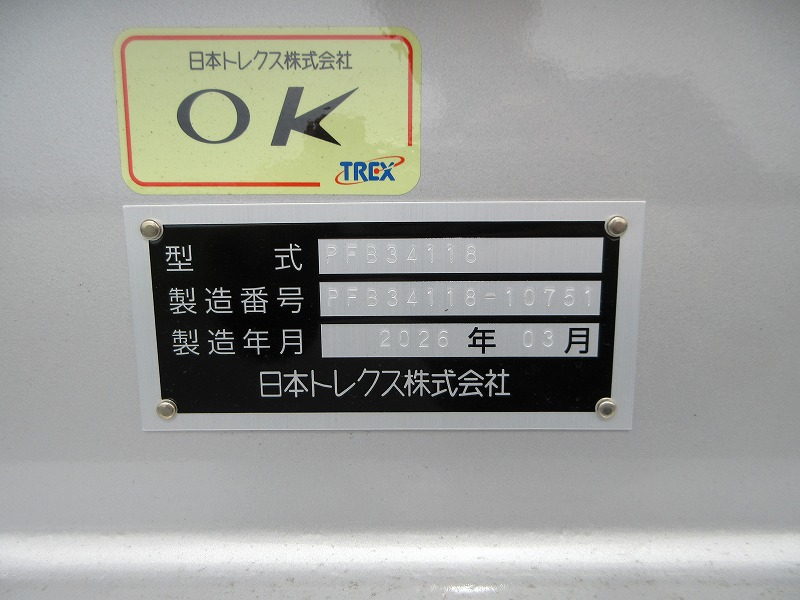 日本トレクス株式会社
OK
TREX
型式 PFB34118
製造番号 PFB34118-10751
製造年月 2026年03月
日本トレクス株式会社